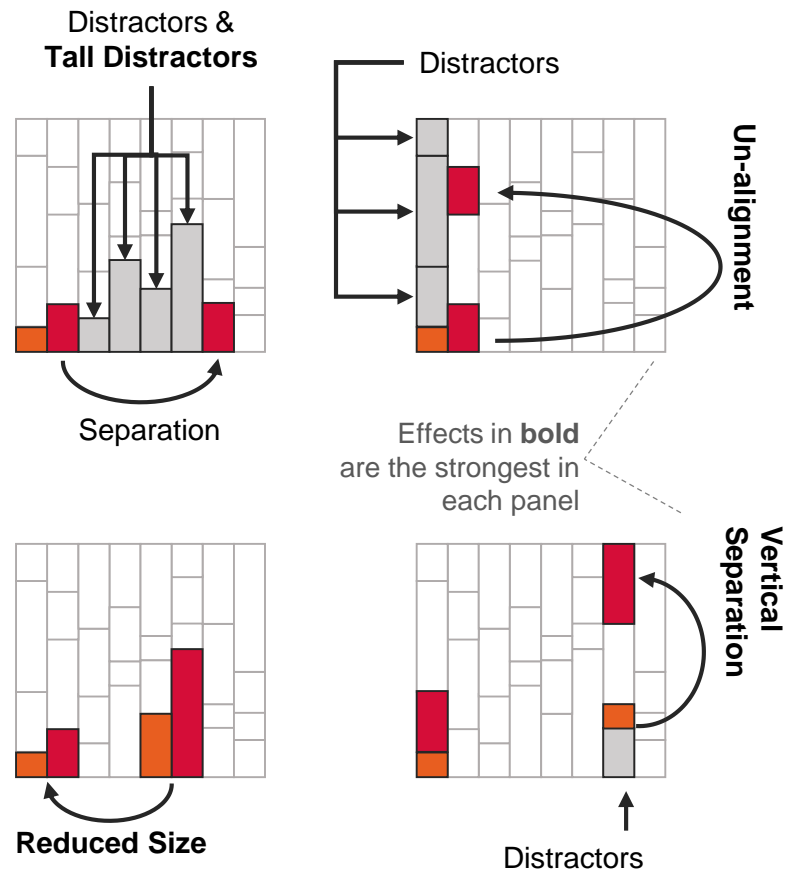 Distractors &
Tall Distractors
Distractors
Un-alignment
Separation
Effects in bold
are the strongest in
each panel
Vertical
Separation
Reduced Size
Distractors